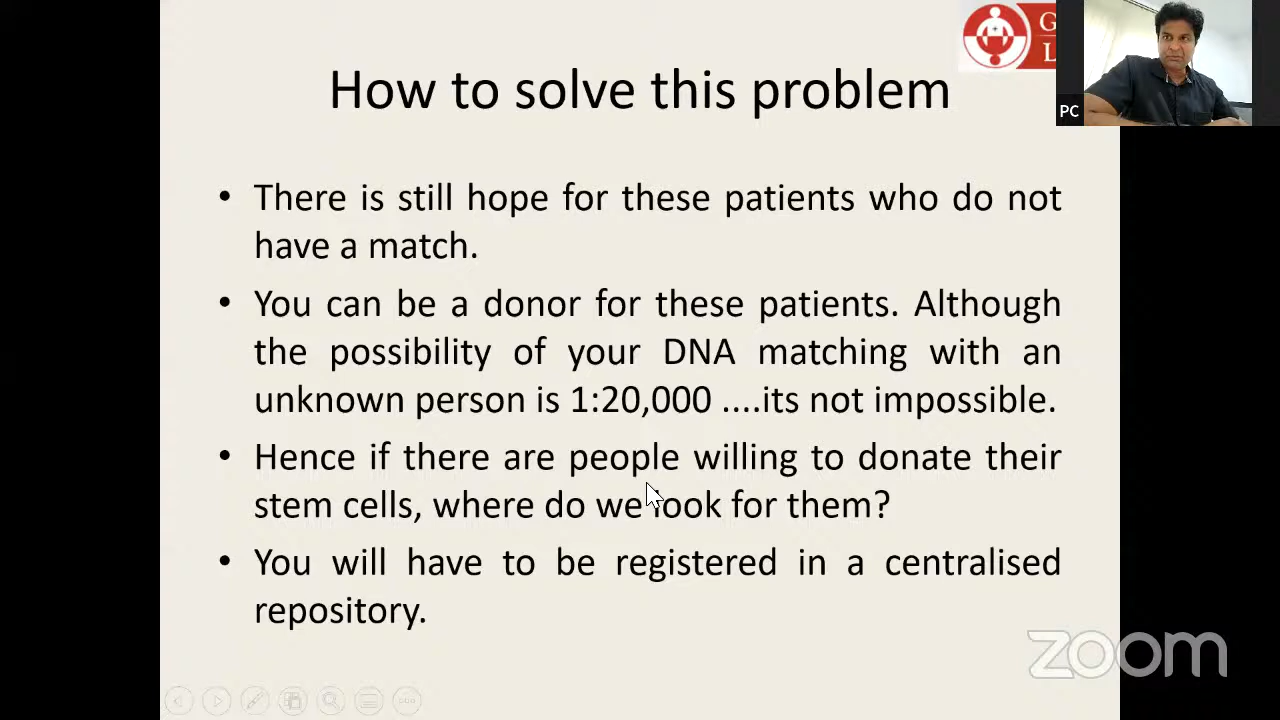 G
L
PC
How to solve this problem
• There is still hope for these patients who do not
have a match.
• You can be a donor for these patients. Although
the possibility of your DNA matching with an
unknown person is 1:20,000 ....its not impossible.
• Hence if there are people willing to donate their
stem cells, where do we look for them?
• You will have to be registered in a centralised
repository.
zoom